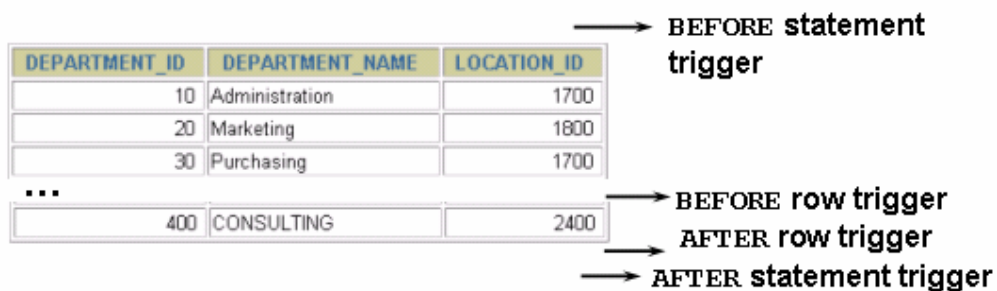 BEFORE statement
trigger
DEPARTMENT_ID DEPARTMENT_NAME LOCATION_ID
10 Administration 1700
20 Marketing 1800
30 Purchasing 1700
...
BEFORE row trigger
400 CONSULTING 2400
AFTER row trigger
AFTER statement trigger